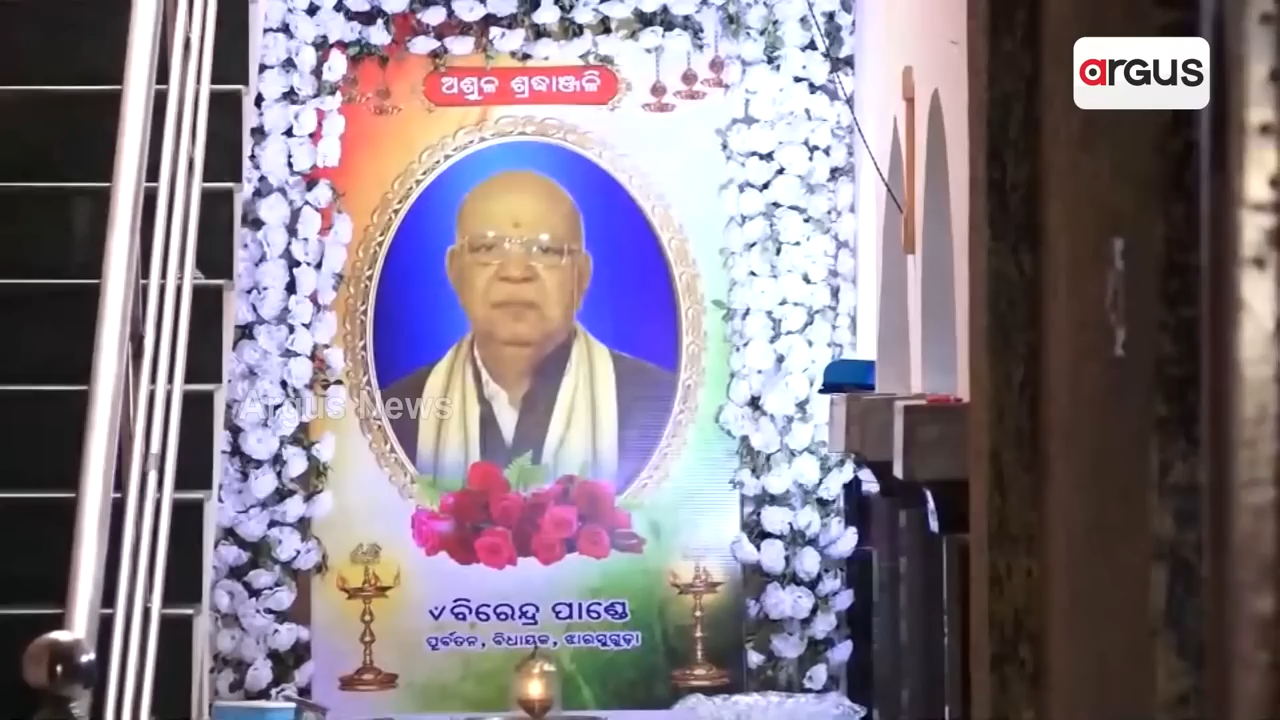 argus
ଅଶ୍ରୁଳ ଶ୍ରଦ୍ଧାଞ୍ଜଳି
Argus News
ବିରେନ୍ଦ୍ର ପାଣ୍ଡେ
ପୂର୍ବତନ, ବିଧାୟକ, ଝାରସୁଗୁଡ଼ା